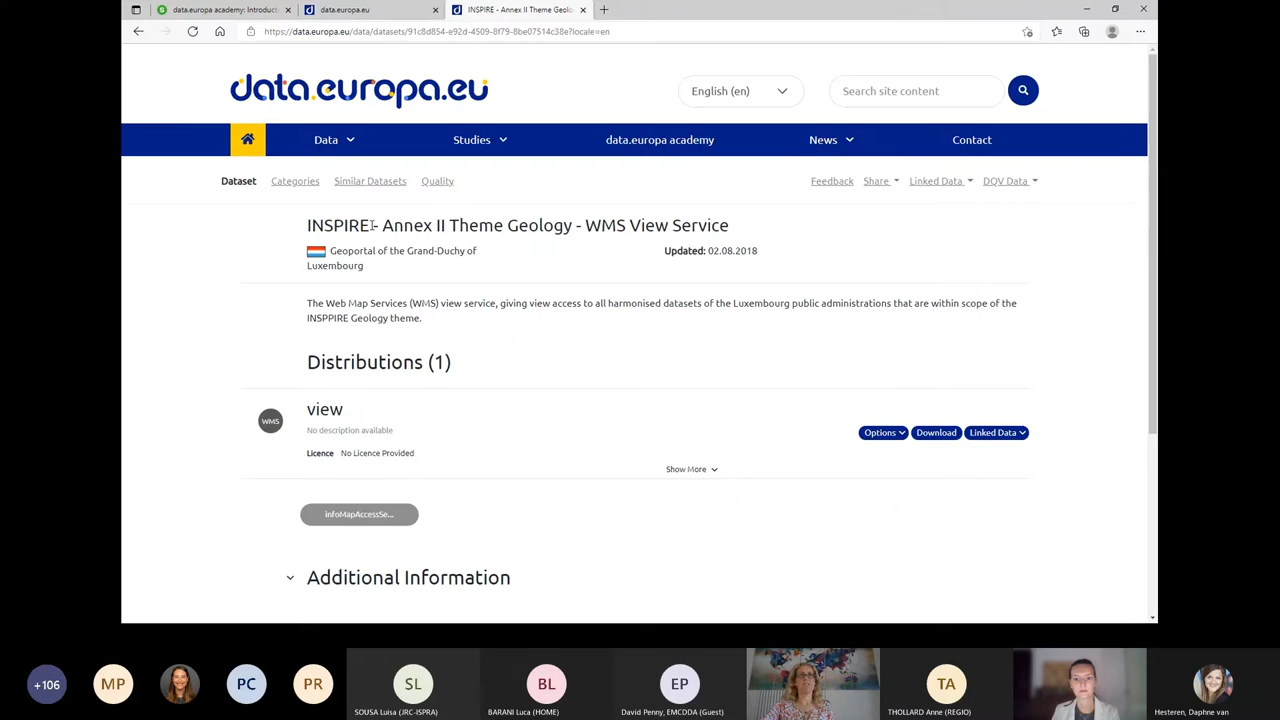 data.europa academy: Introducti
data.europa.eu
INSPIRE - Annex II Theme Geolo
https://data.europa.eu/data/datasets/91c8d854-e92d-4509-8f79-8be07514c38e?locale=en
data.europa.eu
English (en)
Search site content
Data
Studies
data.europa academy
News
Contact
Dataset
Categories
Similar Datasets
Quality
Feedback
Share
Linked Data
DQV Data
INSPIRE - Annex II Theme Geology - WMS View Service
Geoportal of the Grand-Duchy of
Luxembourg
Updated: 02.08.2018
The Web Map Services (WMS) view service, giving view access to all harmonised datasets of the Luxembourg public administrations that are within scope of the
INSPPIRE Geology theme.
Distributions (1)
WMS
view
No description available
Licence No Licence Provided
Options
Download
Linked Data
Show More
infoMapAccessSe...
Additional Information
+106
MP
PC
PR
SL
SOUSA Luisa (JRC-ISPRA)
BL
BARANI Luca (HOME)
EP
David Penny, EMCDDA (Guest)
TA
THOLLARD Anne (REGIO)
Hesteren, Daphne van